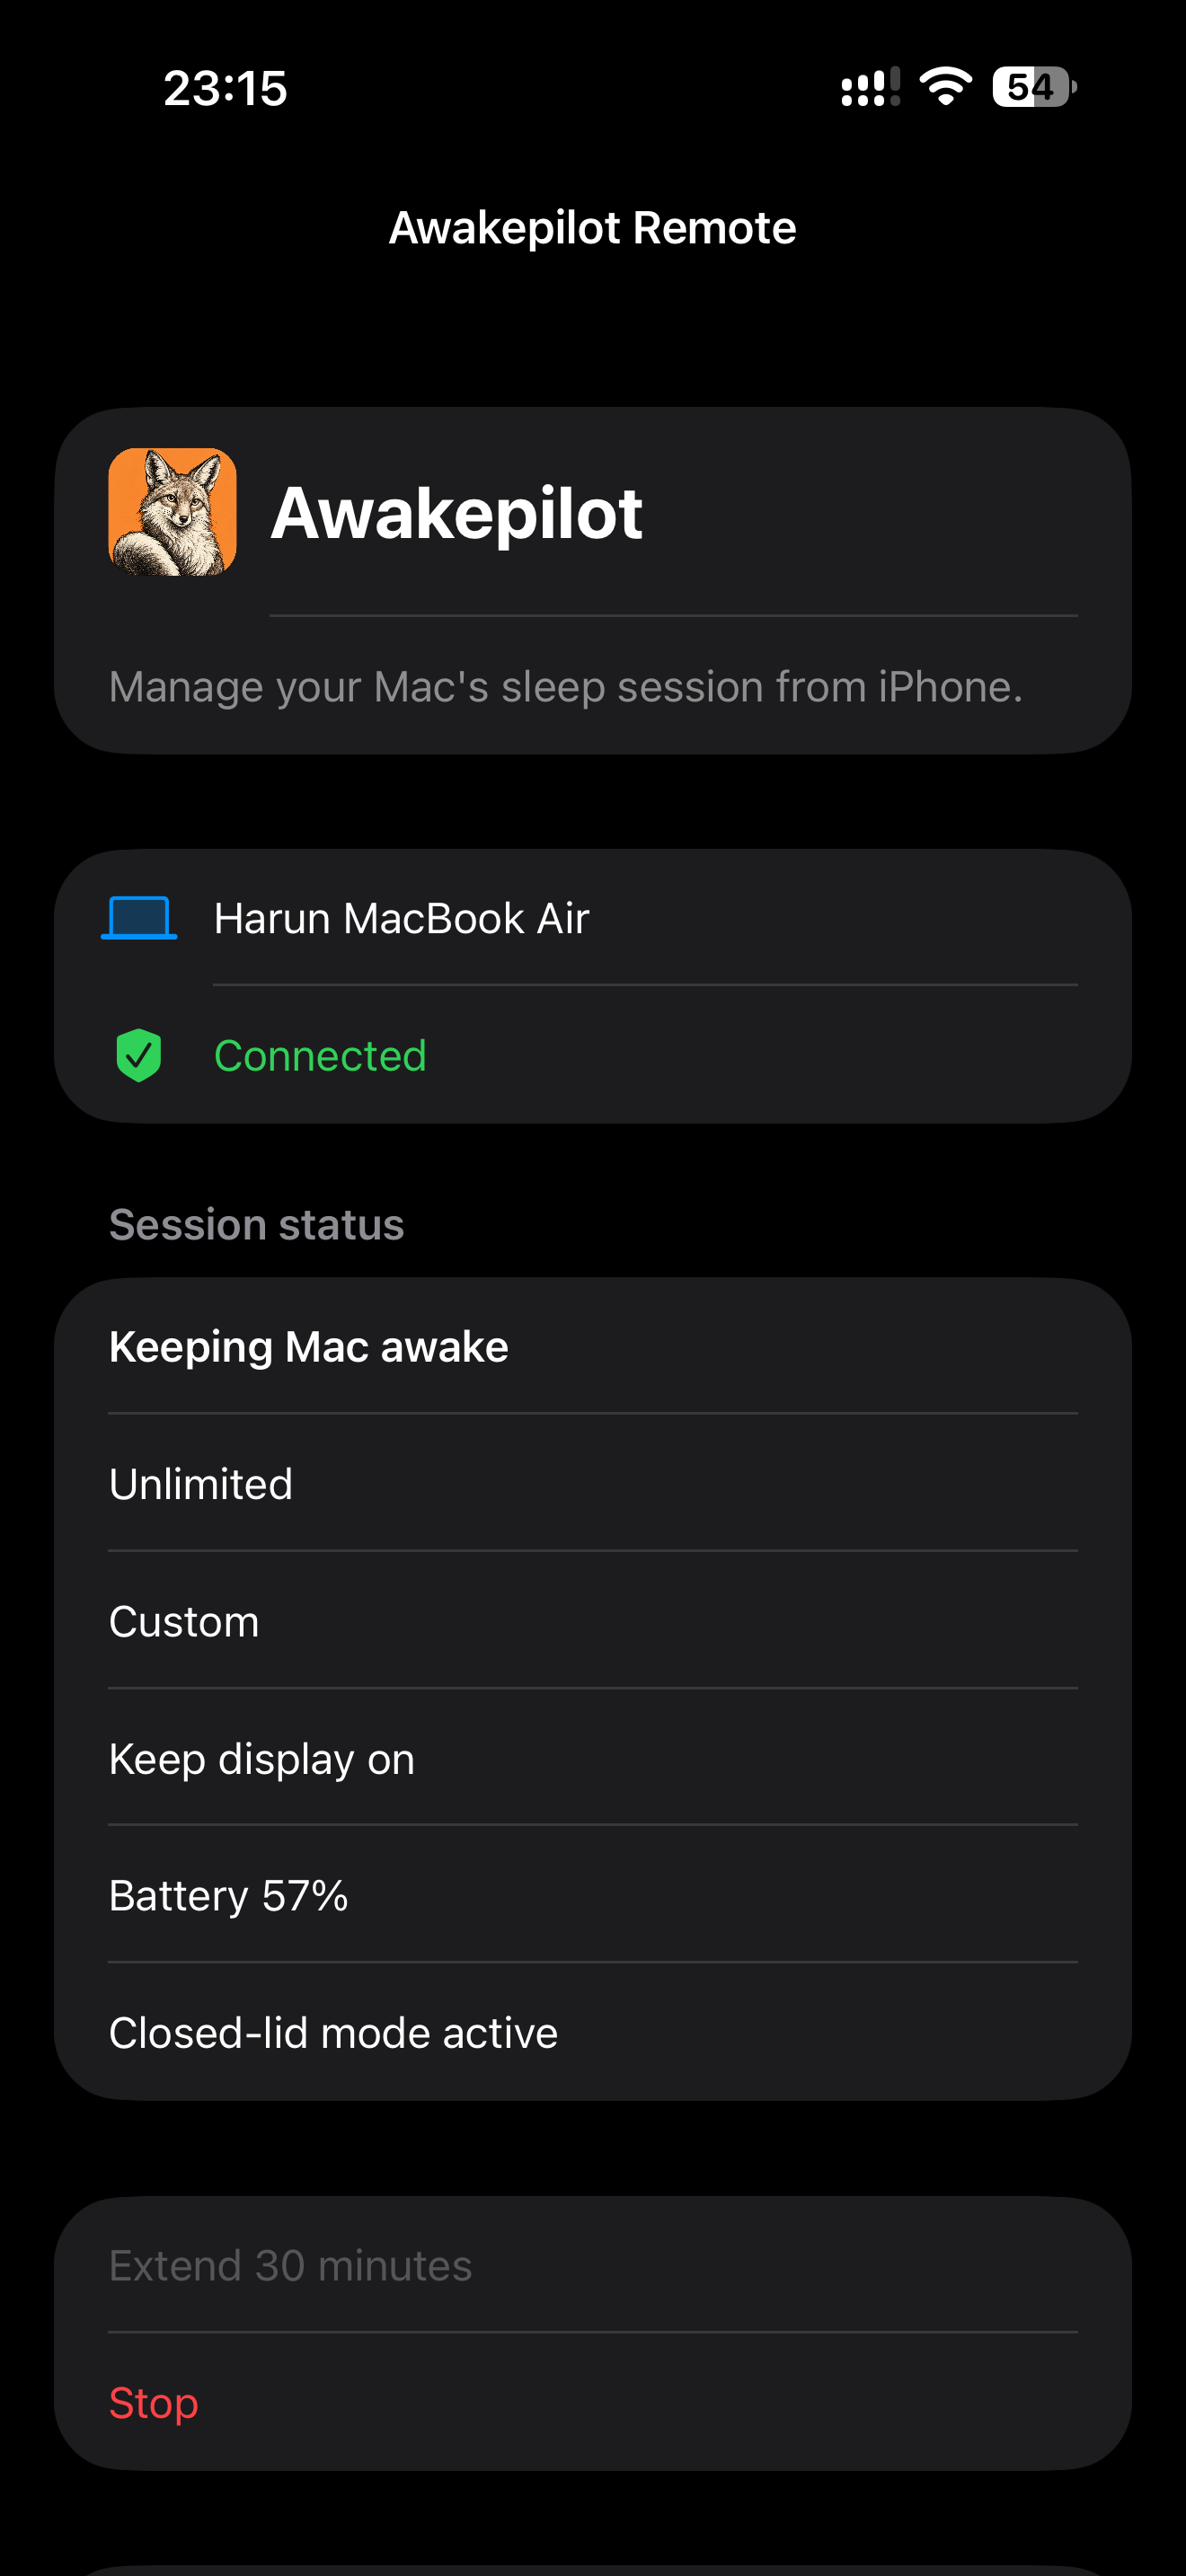 23:15
54
Awakepilot Remote
Awakepilot
Manage your Mac's sleep session from iPhone.
Harun MacBook Air
Connected
Session status
Keeping Mac awake
Unlimited
Custom
Keep display on
Battery 57%
Closed-lid mode active
Extend 30 minutes
Stop